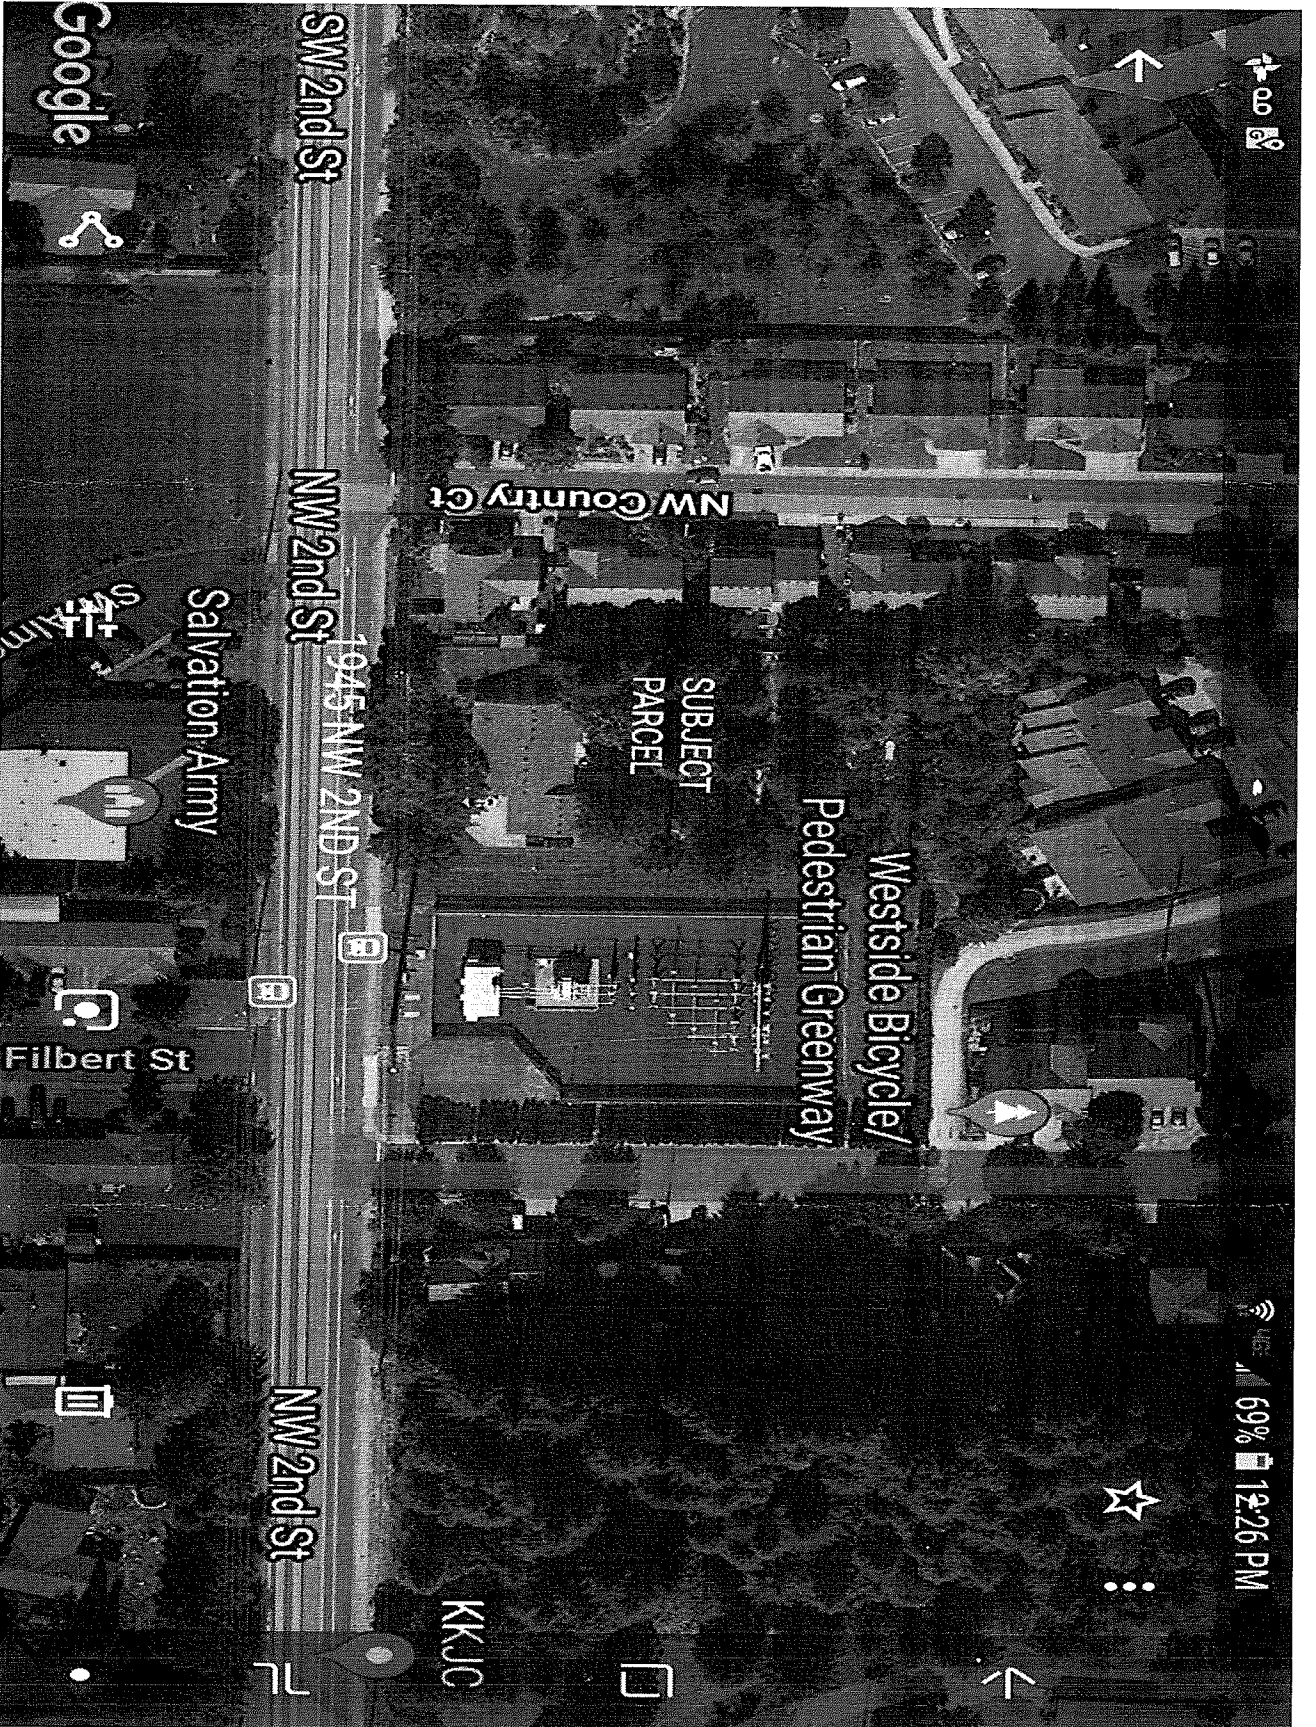 69% 12:26 PM
Westside Bicycle/
Pedestrian Greenway
SUBJECT
PARCEL
NW Country Ct
KKJC
1945 NW 2ND ST
SW 2nd St
NW 2nd St
NW 2nd St
Salvation Army
Filbert St
Google